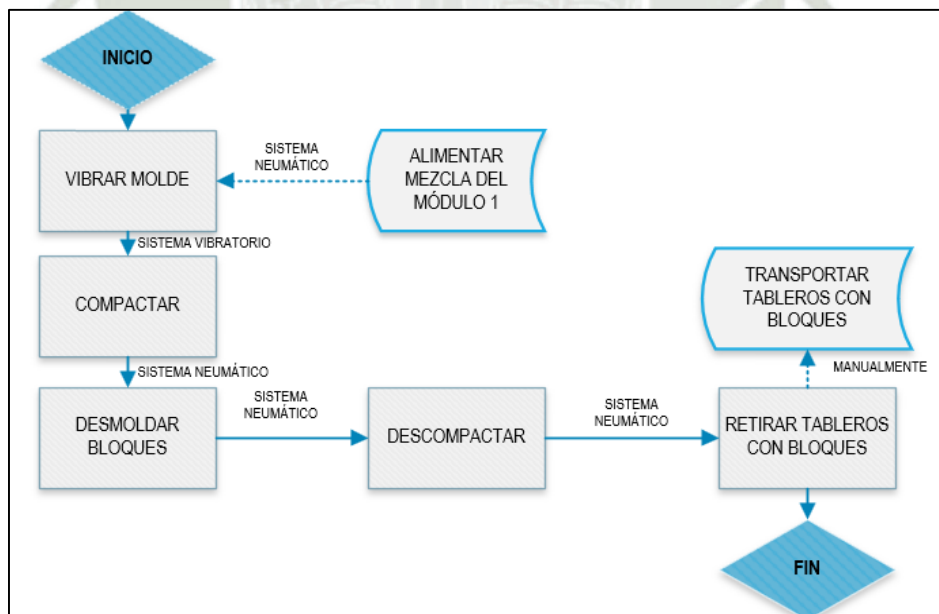 INICIO
SISTEMA
NEUMÁTICO
VIBRAR MOLDE
ALIMENTAR
MEZCLA DEL
MÓDULO 1
SISTEMA VIBRATORIO
COMPACTAR
TRANSPORTAR
TABLEROS CON
BLOQUES
SISTEMA NEUMÁTICO
MANUALMENTE
DESMOLDAR
BLOQUES
SISTEMA
NEUMÁTICO
DESCOMPACTAR
SISTEMA
NEUMÁTICO
RETIRAR TABLEROS
CON BLOQUES
FIN